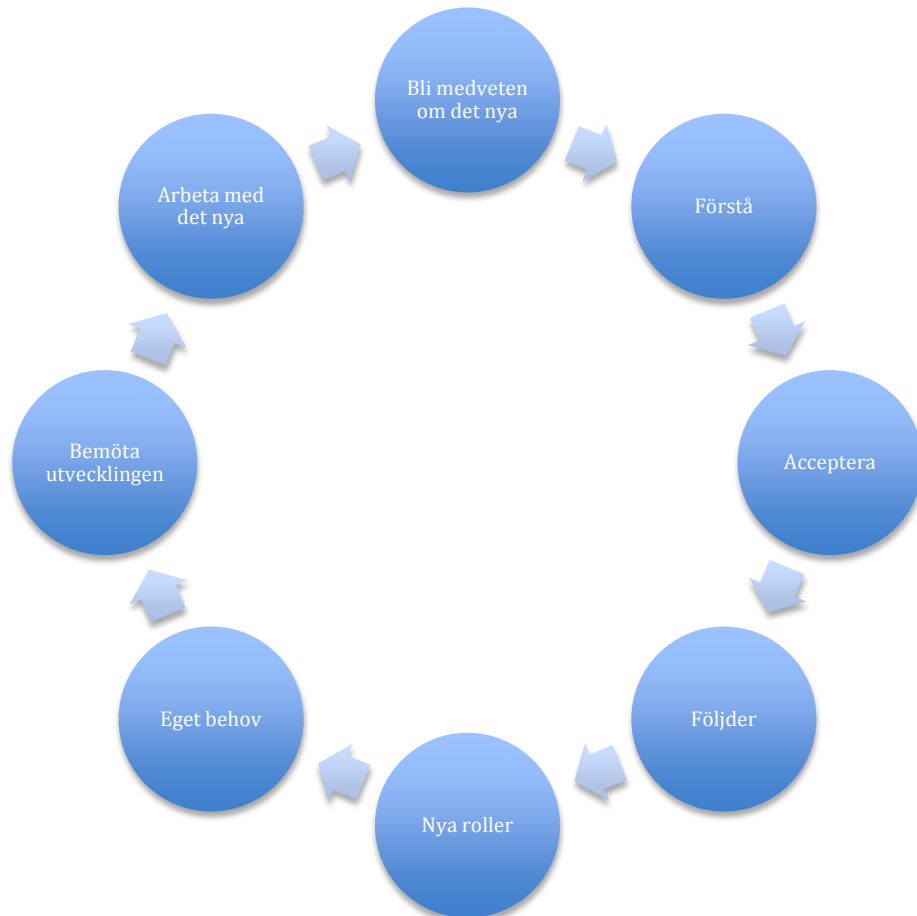 Bli medveten
om det nya
Förstå
Acceptera
Följder
Nya roller
Eget behov
Bemöta
utvecklingen
Arbeta med
det nya